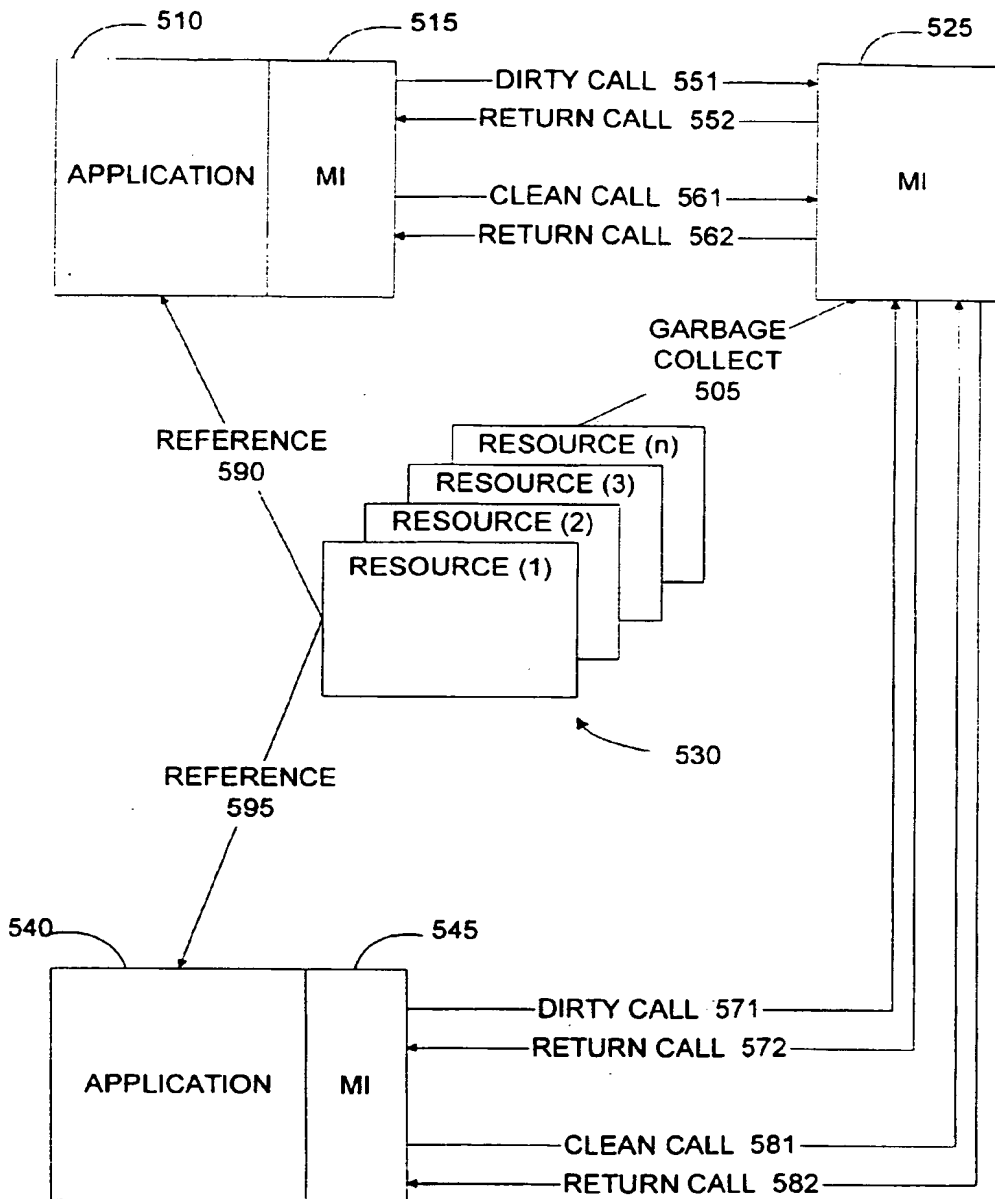 510
515
525
DIRTY CALL 551
RETURN CALL 552
APPLICATION
MI
MI
CLEAN CALL 561
RETURN CALL 562
GARBAGE
COLLECT
505
REFERENCE
590
RESOURCE (n)
RESOURCE (3)
RESOURCE (2)
RESOURCE (1)
530
REFERENCE
595
540
545
DIRTY CALL 571
RETURN CALL 572
APPLICATION
MI
CLEAN CALL 581
RETURN CALL 582